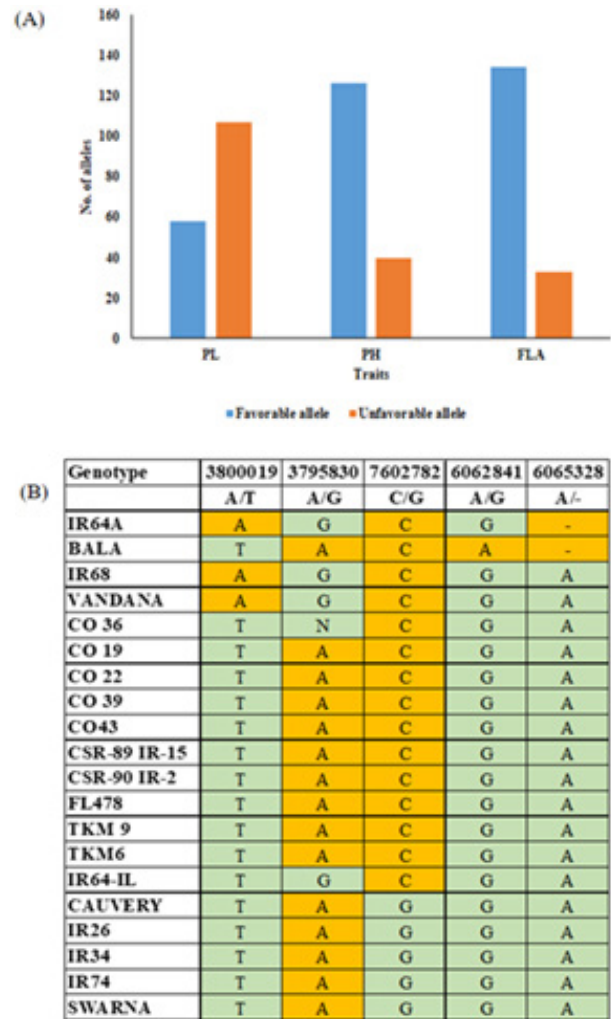 (A)
160
140
120
100
80
60
40
20
0
No. of alleles
PL PH FLA
Traits
Favorable allele Unfavorable allele
(B)
Genotype 3800019 3795830 7602782 6062841 6065328
A/T A/G C/G A/G A/-
IR64A A G C G -
BALA T A C A -
IR68 A G C G A
VANDANA A G C G A
CO 36 T N C G A
CO 19 T A C G A
CO 22 T A C G A
CO 39 T A C G A
CO43 T A C G A
CSR-89 IR-15 T A C G A
CSR-90 IR-2 T A C G A
FL478 T A C G A
TKM 9 T A C G A
TKM6 T A C G A
IR64-IL T G C G A
CAUVERY T A G G A
IR26 T A G G A
IR34 T A G G A
IR74 T A G G A
SWARNA T A G G A